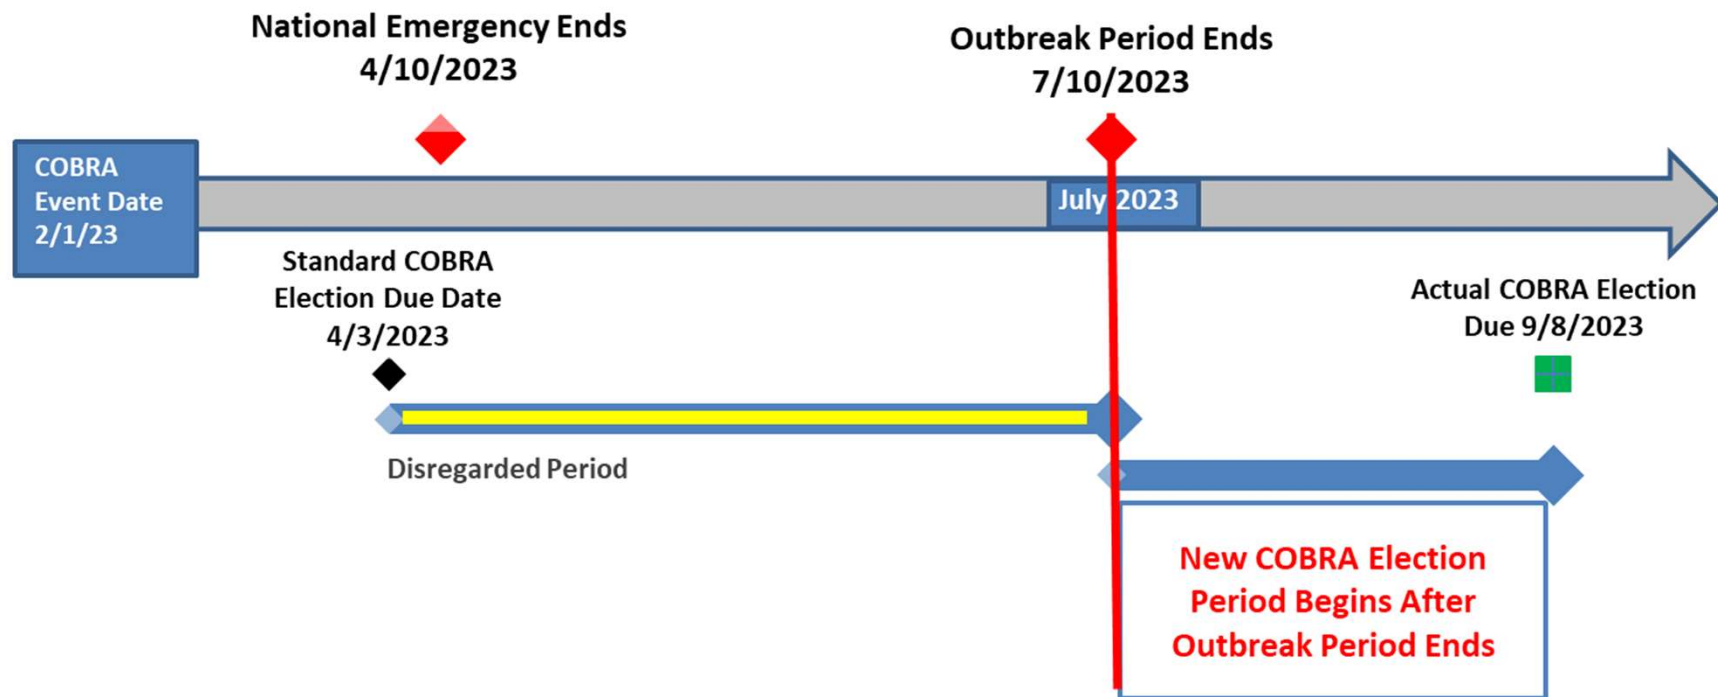 National Emergency Ends
4/10/2023
Outbreak Period Ends
7/10/2023
COBRA
Event Date
2/1/23
July 2023
Standard COBRA
Election Due Date
4/3/2023
Actual COBRA Election
Due 9/8/2023
Disregarded Period
New COBRA Election
Period Begins After
Outbreak Period Ends